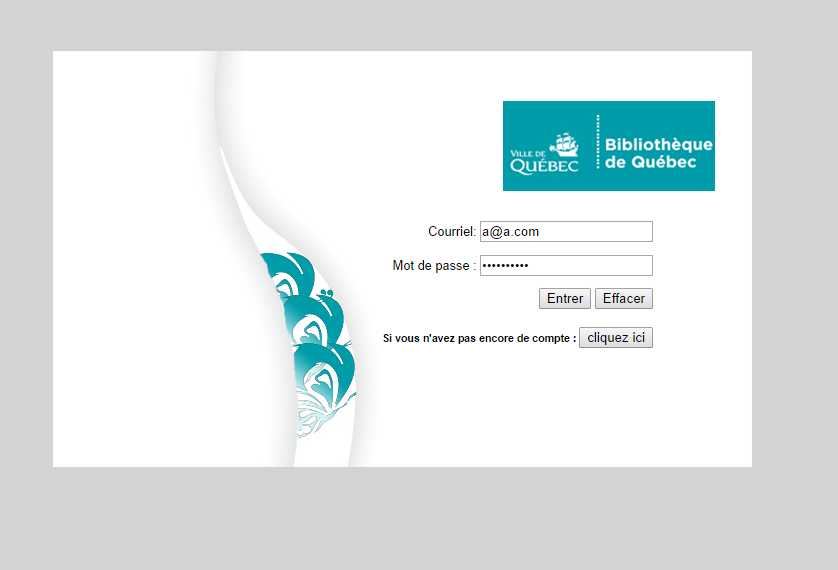 VILLE DE
QUÉBEC
Bibliothèque
de Québec
Courriel: a@a.com
Mot de passe : ••••••••••
Entrer Effacer
Si vous n'avez pas encore de compte : cliquez ici